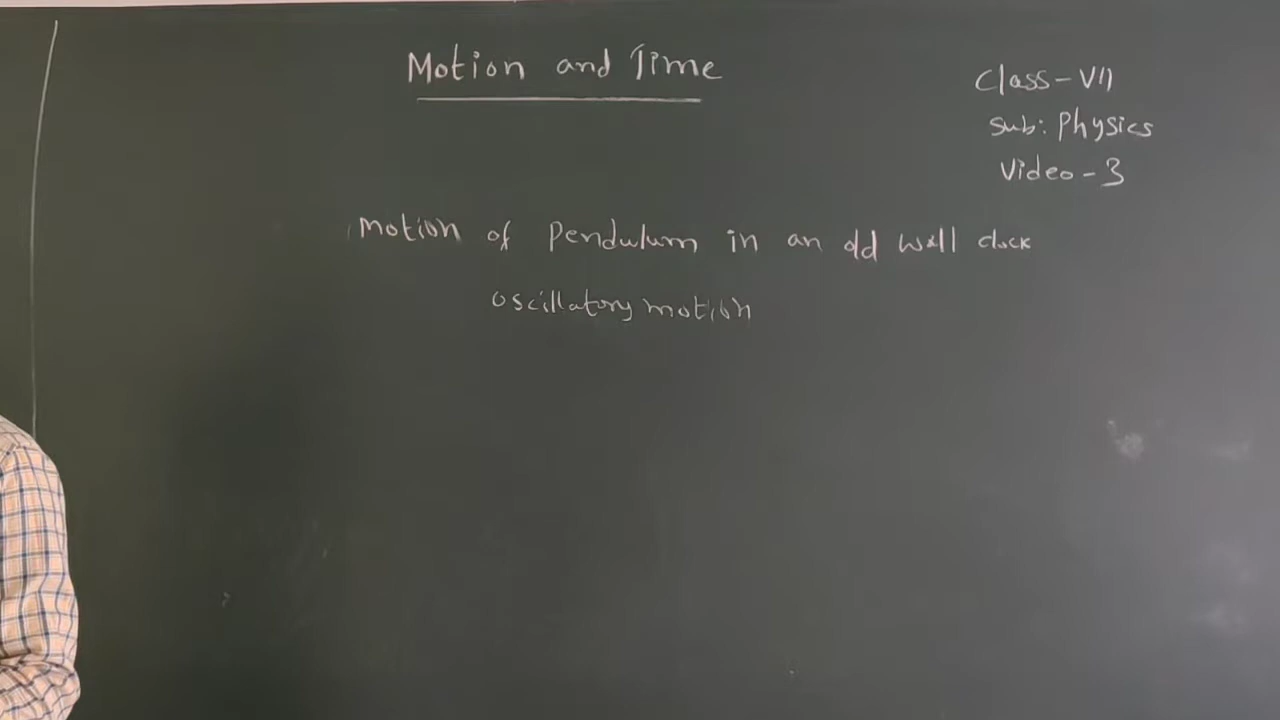 Motion and Time
Class - VII
Sub: Physics
Video - 3
Motion of Pendulum in an old wall clock
oscillatory motion